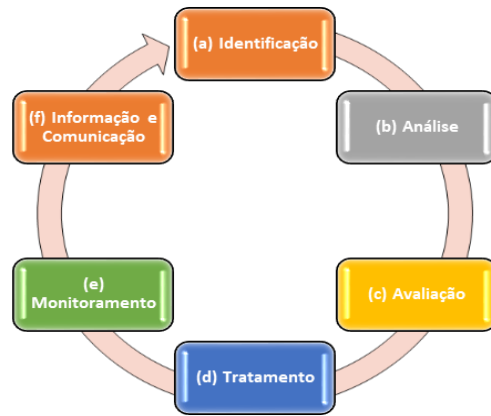 (a) Identificação
(b) Análise
(c) Avaliação
(d) Tratamento
(e)
Monitoramento
(f) Informação e
Comunicação